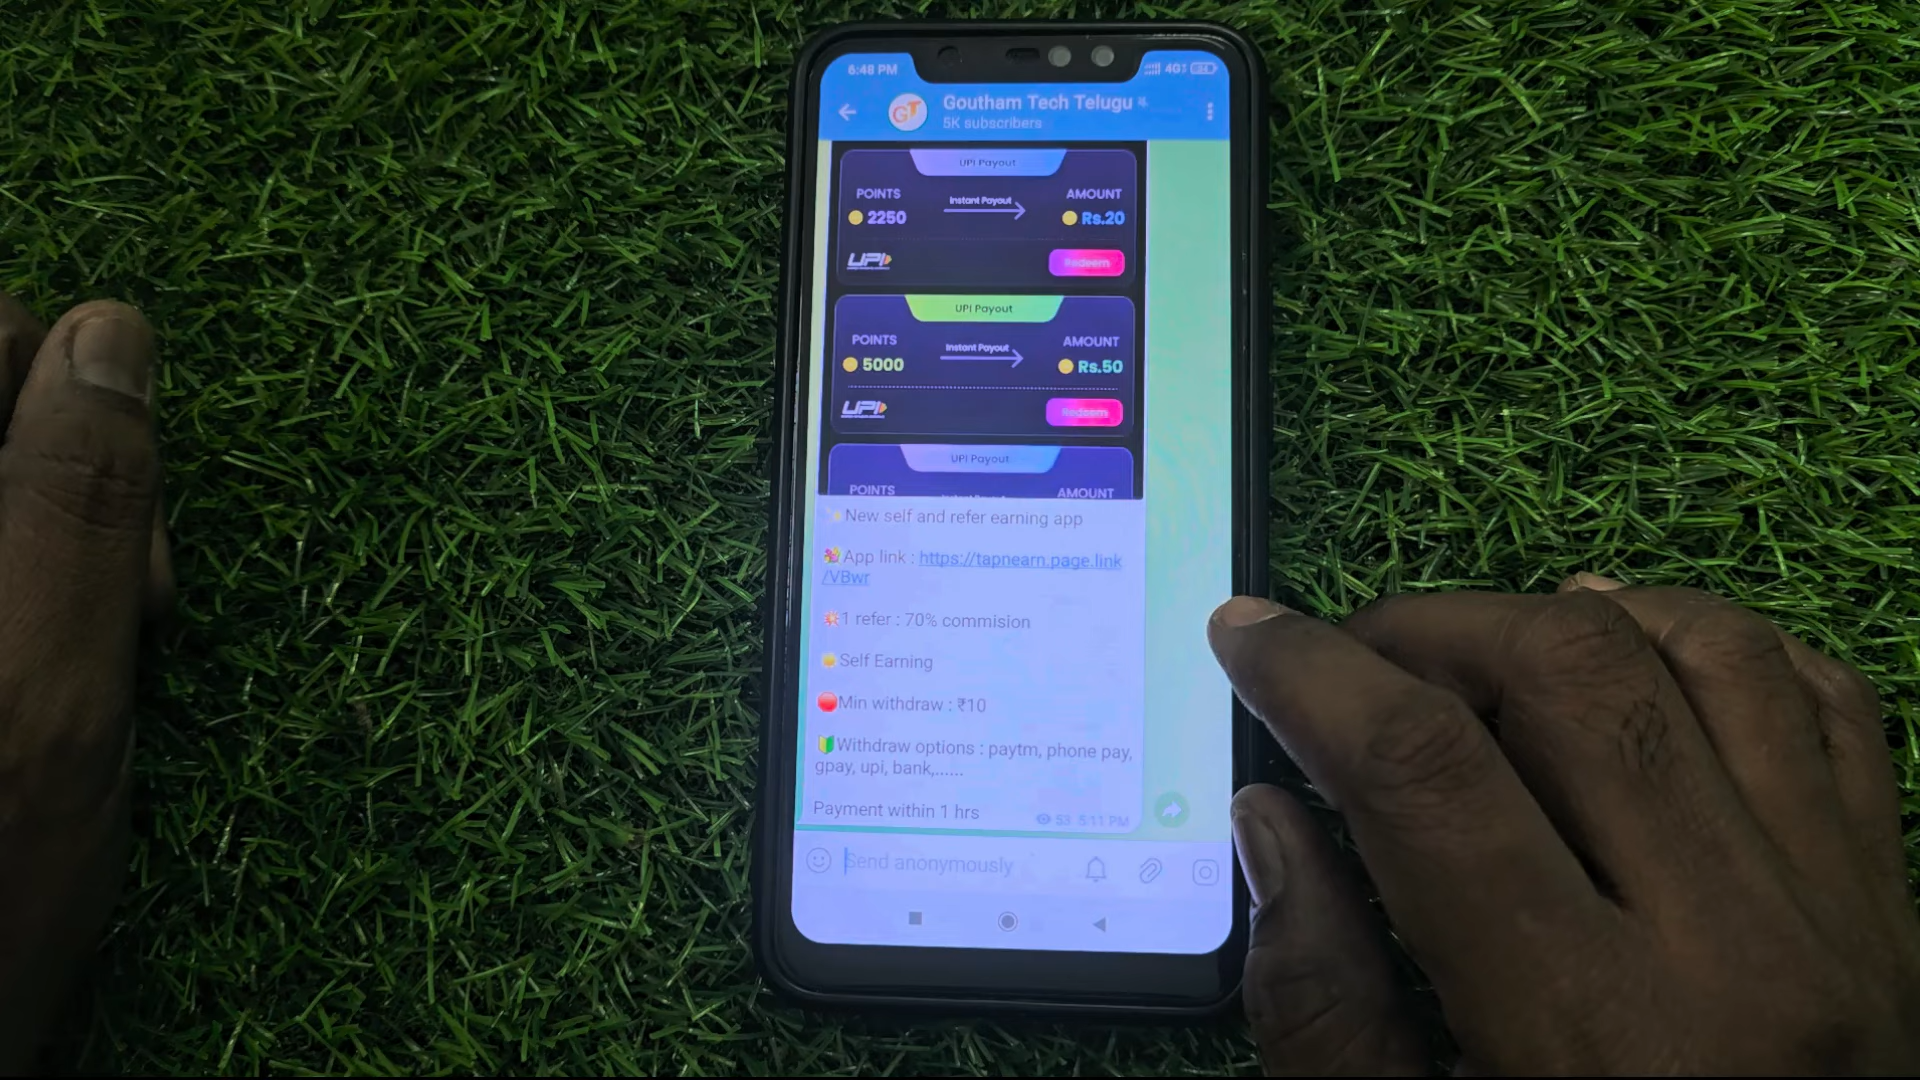 6:48 PM
4G
GT
Goutham Tech Telugu
5K subscribers
UPI Payout
POINTS
Instant Payout
AMOUNT
2250
Rs.20
UPI
Redeem
UPI Payout
POINTS
Instant Payout
AMOUNT
5000
Rs.50
UPI
Redeem
UPI Payout
POINTS
AMOUNT
New self and refer earning app
App link : https://tapnearn.page.link
/VBwr
1 refer : 70% commision
Self Earning
Min withdraw : ₹10
Withdraw options : paytm, phone pay,
gpay, upi, bank,......
Payment within 1 hrs
53 5:11 PM
Send anonymously